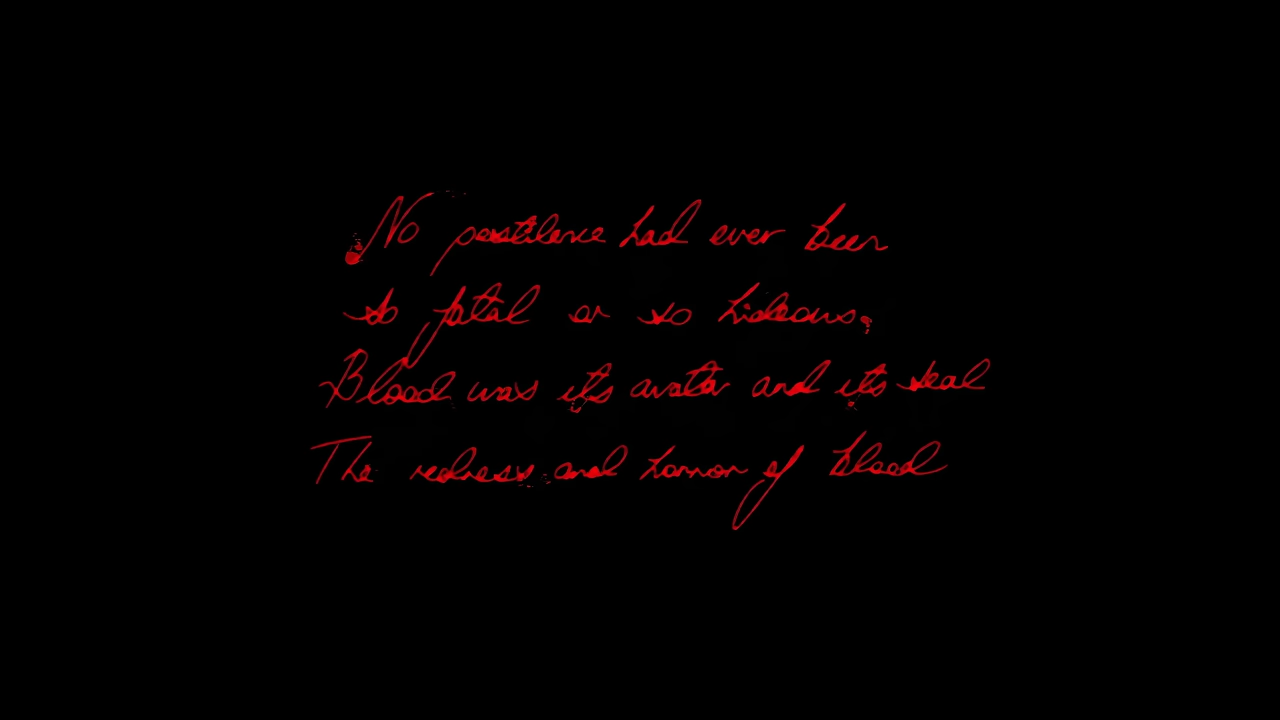 No pestilence had ever been
so fatal or so hideous.
Blood was its avatar and its seal
The redness and horror of blood